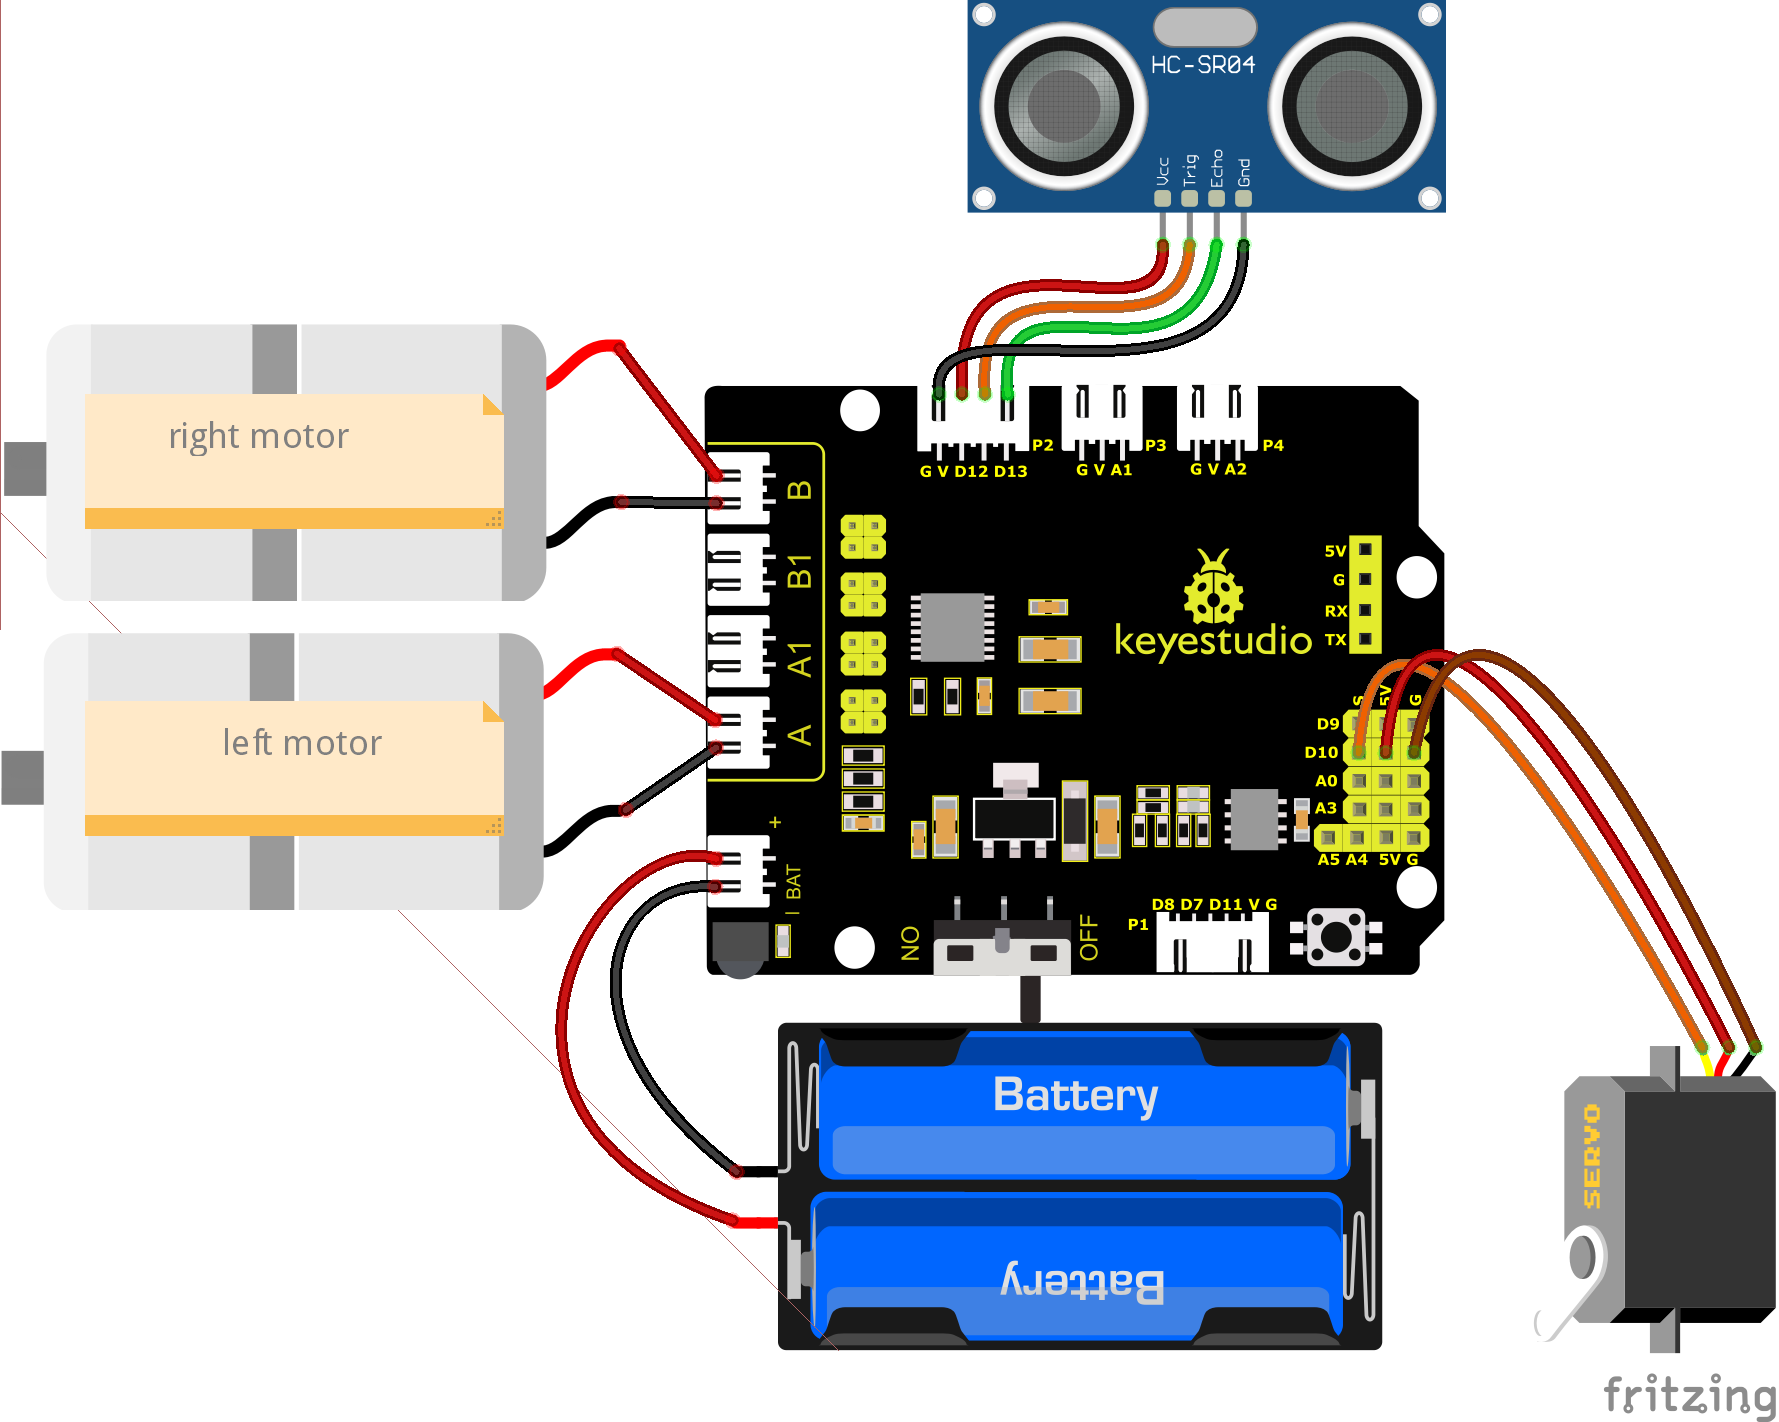 HC-SR04
Vcc
Trig
Echo
Gnd
right motor
left motor
P2
P3
P4
G V D12 D13
G V A1
G V A2
B
B1
A1
A
keyestudio
5V
G
RX
TX
S
5V
G
D9
D10
A0
A3
A5 A4 5V G
+
BAT
NO
OFF
P1
D8 D7 D11 V G
Battery
Battery
SERVO
fritzing